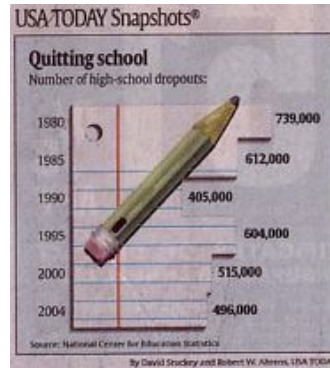 USA TODAY Snapshots®
Quitting school
Number of high-school dropouts:
1980 739,000
1985 612,000
1990 405,000
1995 604,000
2000 515,000
2004 496,000
Source: National Center for Education Statistics
By David Stuckey and Robert W. Ahrens, USA TODAY